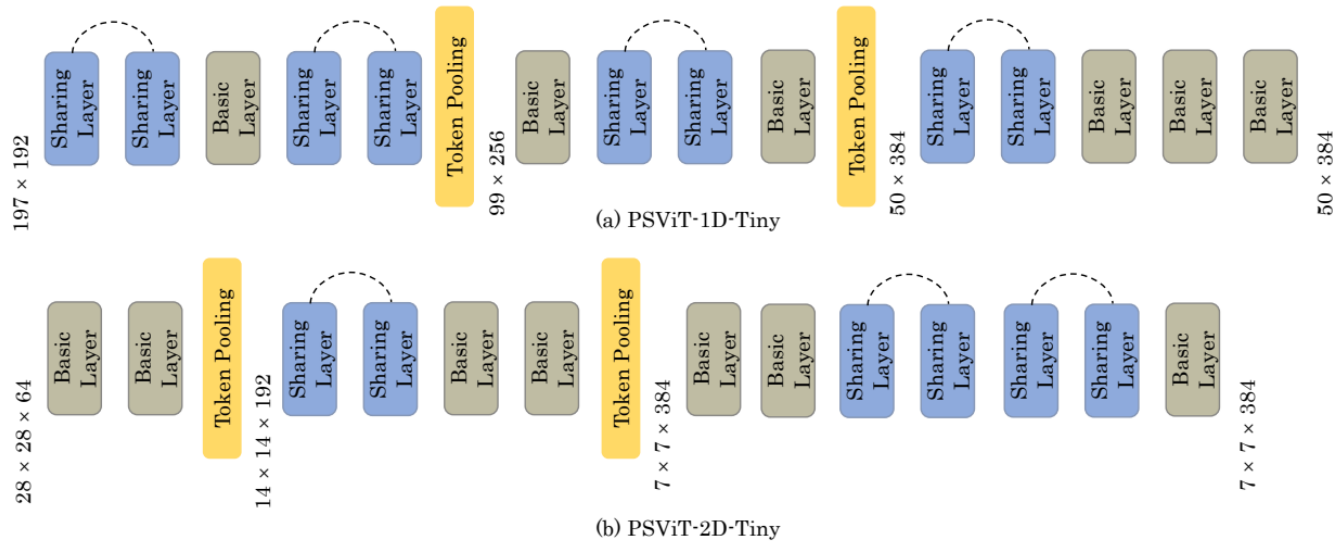 197 × 192
Sharing
Layer
Sharing
Layer
Basic
Layer
Sharing
Layer
Sharing
Layer
Token Pooling
99 × 256
Basic
Layer
Sharing
Layer
Sharing
Layer
Basic
Layer
Token Pooling
50 × 384
Sharing
Layer
Sharing
Layer
Basic
Layer
Basic
Layer
Basic
Layer
50 × 384
(a) PSViT-1D-Tiny
28 × 28 × 64
Basic
Layer
Basic
Layer
Token Pooling
14 × 14 × 192
Sharing
Layer
Sharing
Layer
Basic
Layer
Basic
Layer
Token Pooling
7 × 7 × 384
Basic
Layer
Basic
Layer
Sharing
Layer
Sharing
Layer
Sharing
Layer
Sharing
Layer
Basic
Layer
7 × 7 × 384
(b) PSViT-2D-Tiny